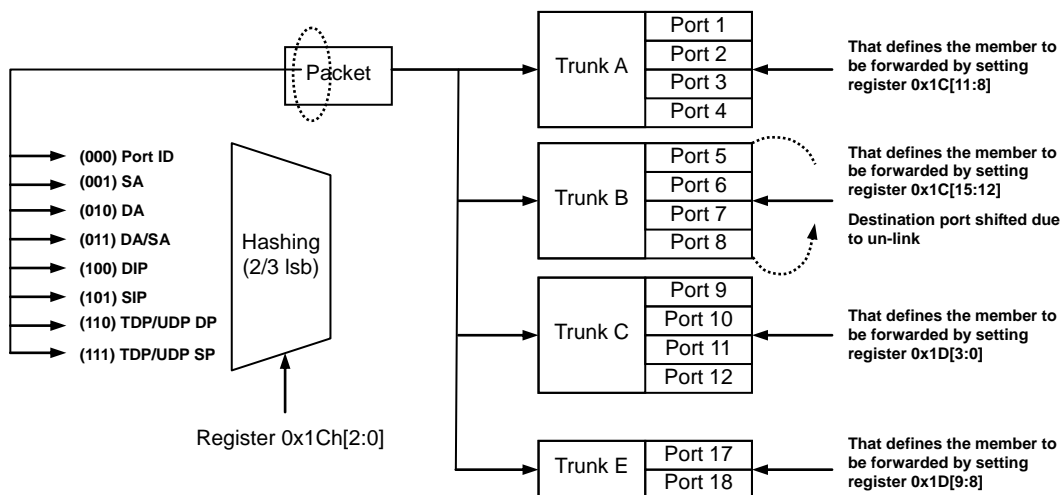 Packet
(000) Port ID
(001) SA
(010) DA
(011) DA/SA
(100) DIP
(101) SIP
(110) TDP/UDP DP
(111) TDP/UDP SP
Hashing
(2/3 lsb)
Register 0x1Ch[2:0]
Trunk A
Port 1
Port 2
Port 3
Port 4
That defines the member to
be forwarded by setting
register 0x1C[11:8]
Trunk B
Port 5
Port 6
Port 7
Port 8
That defines the member to
be forwarded by setting
register 0x1C[15:12]
Destination port shifted due
to un-link
Trunk C
Port 9
Port 10
Port 11
Port 12
That defines the member to
be forwarded by setting
register 0x1D[3:0]
Trunk E
Port 17
Port 18
That defines the member to
be forwarded by setting
register 0x1D[9:8]